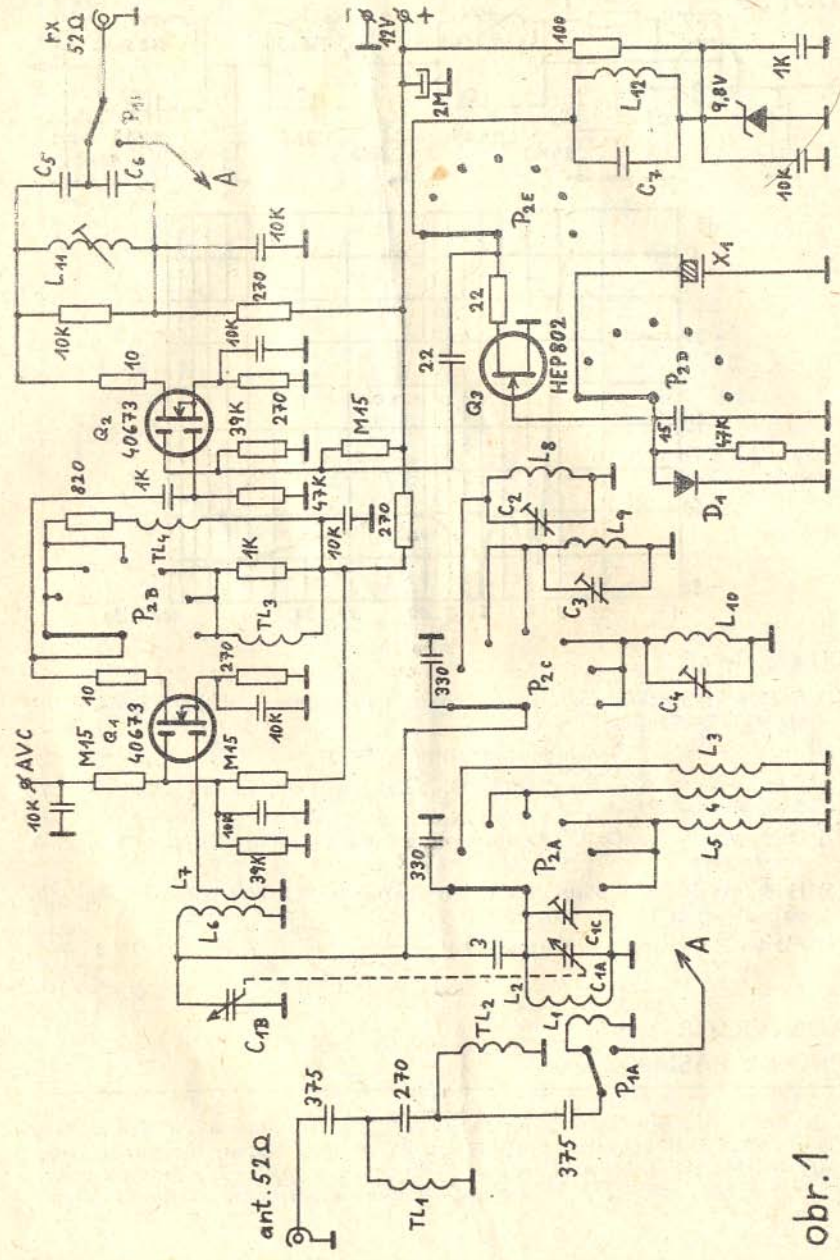 ant. 52 Ω
375
TL1
270
TL2
375
P1A
A
L1
L2
C1A
C1C
3
C1B
L6
L7
AVC
10K
M15
Q1
40673
10
M15
10K
39K
270
10K
P2B
820
TL4
TL3
1K
10K
270
1K
47K
Q2
40673
10
39K
270
10K
M15
10K
L11
270
10K
C5
C6
P1B
A
rx
52 Ω
- 12V +
2M
330
P2A
L3
4
L5
330
P2C
C2
L8
C3
L9
C4
L10
D1
47K
15
P2D
X1
Q3
HEP802
22
22
P2E
C7
L12
100
9,8V
10K
1K
obr.1